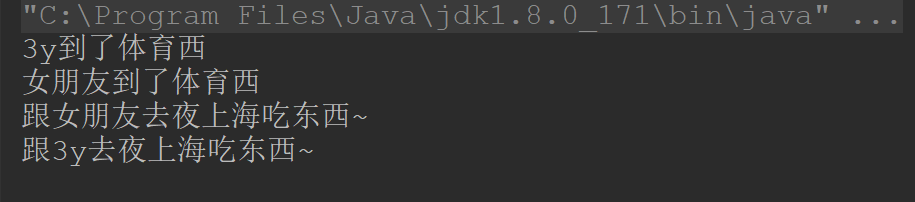 "C:\Program Files\Java\jdk1.8.0_171\bin\java" ...
3y到了体育西
女朋友到了体育西
跟女朋友去夜上海吃东西~
跟3y去夜上海吃东西~